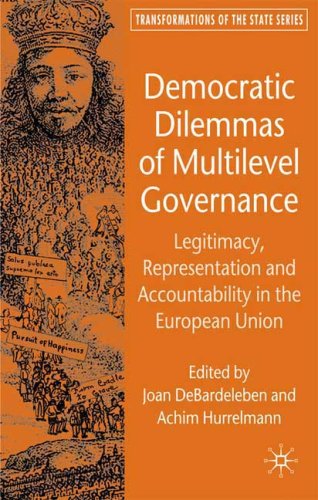 TRANSFORMATIONS OF THE STATE SERIES
Democratic
Dilemmas
of Multilevel
Governance
Legitimacy,
Representation and
Accountability in the
European Union
Edited by
Joan DeBardeleben and
Achim Hurrelmann
Salus publica
suprema lex esto
Pursuit of Happiness